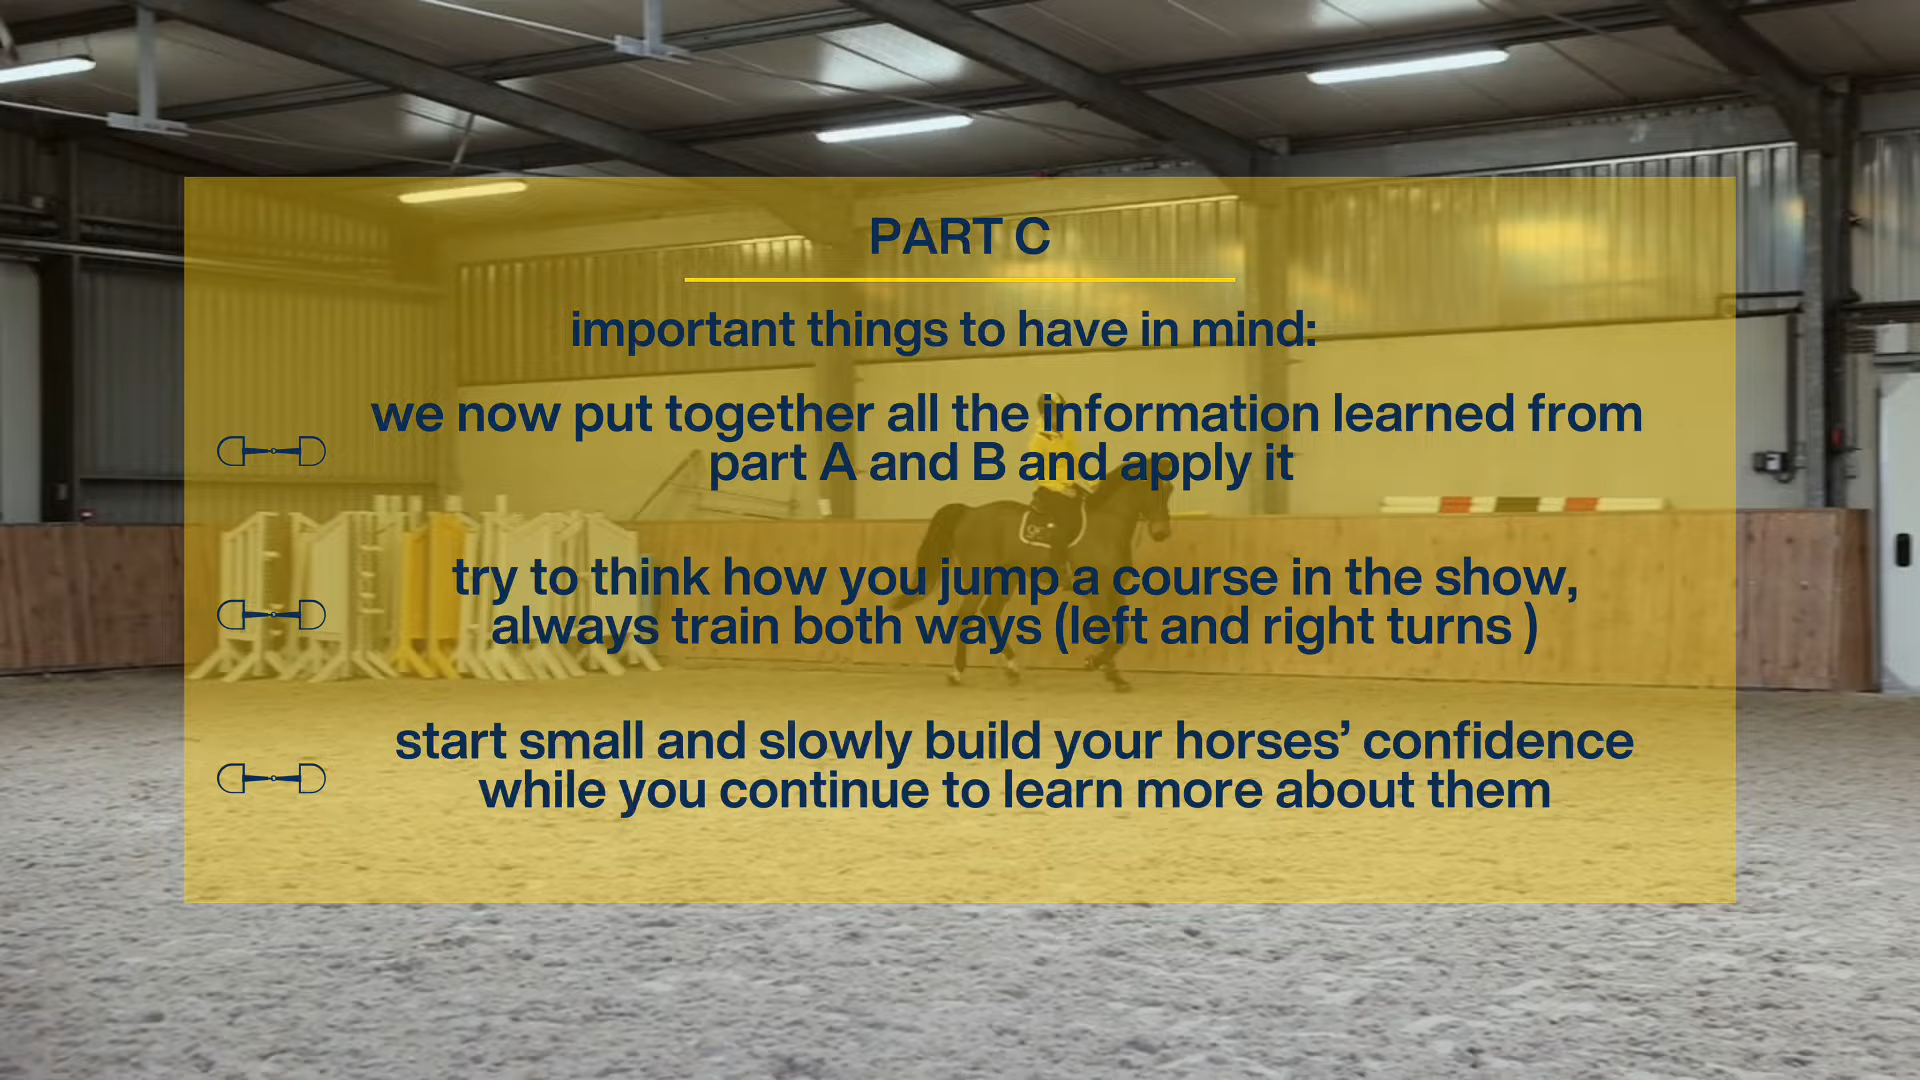 PART C
important things to have in mind:
we now put together all the information learned from
part A and B and apply it
try to think how you jump a course in the show,
always train both ways (left and right turns )
start small and slowly build your horses’ confidence
while you continue to learn more about them